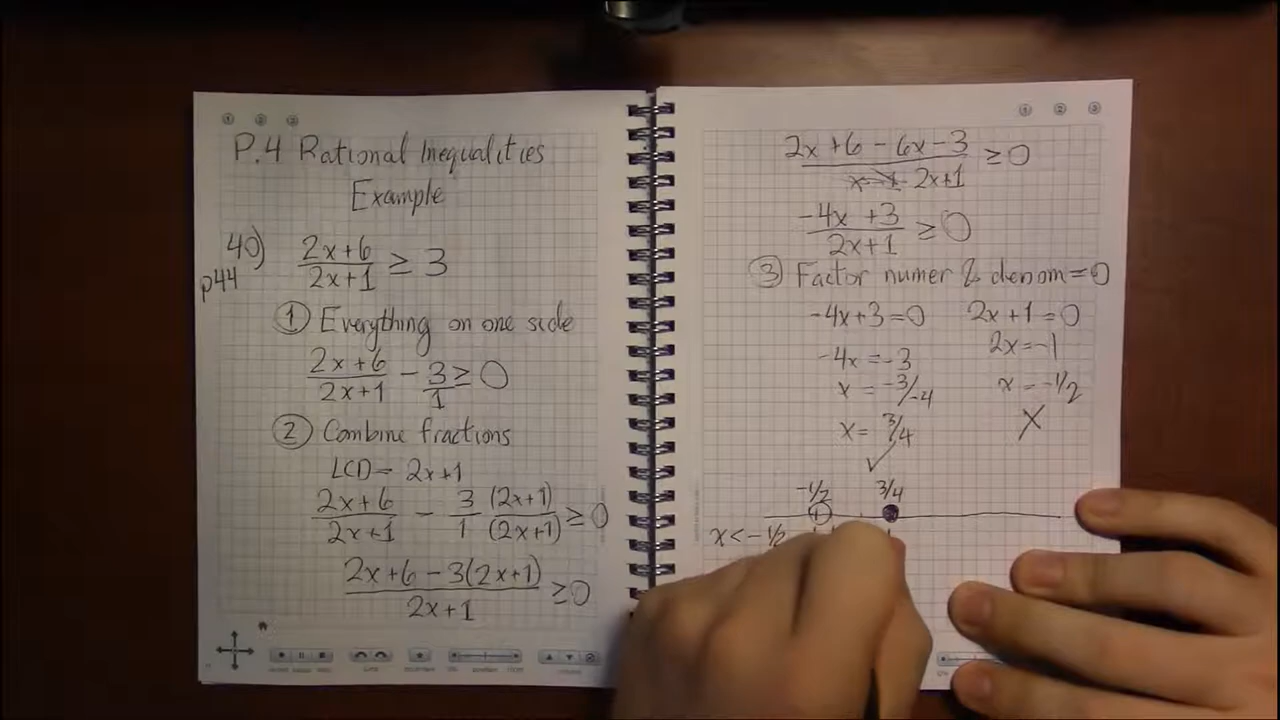 P.4 Rational Inequalities
Example
40) p44
(2x+6)/(2x+1) ≥ 3
① Everything on one side
(2x+6)/(2x+1) - 3/1 ≥ 0
② Combine fractions
LCD = 2x+1
(2x+6)/(2x+1) - 3/1 (2x+1)/(2x+1) ≥ 0
(2x+6-3(2x+1))/(2x+1) ≥ 0
(2x+6-6x-3)/(2x+1) ≥ 0
(-4x+3)/(2x+1) ≥ 0
③ Factor numer & denom = 0
-4x+3=0 2x+1=0
-4x=-3 2x=-1
x=-3/-4 x=-1/2
x=3/4 X
✓
-1/2 3/4
x<-1/2